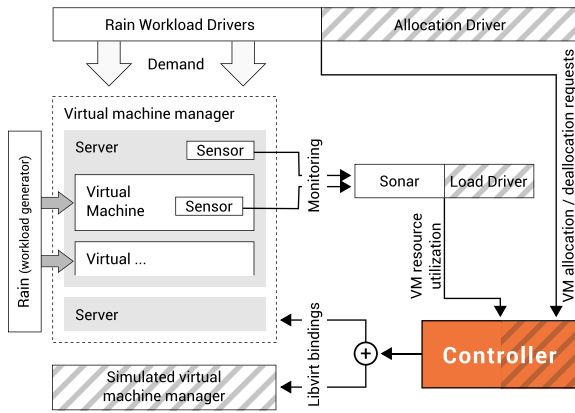 Rain Workload Drivers
Allocation Driver
Demand
Virtual machine manager
Server
Sensor
Virtual
Machine
Sensor
Virtual ...
Server
Rain (workload generator)
Monitoring
Sonar
Load Driver
VM resource
utilization
VM allocation / deallocation requests
Libvirt bindings
+
Controller
Simulated virtual
machine manager